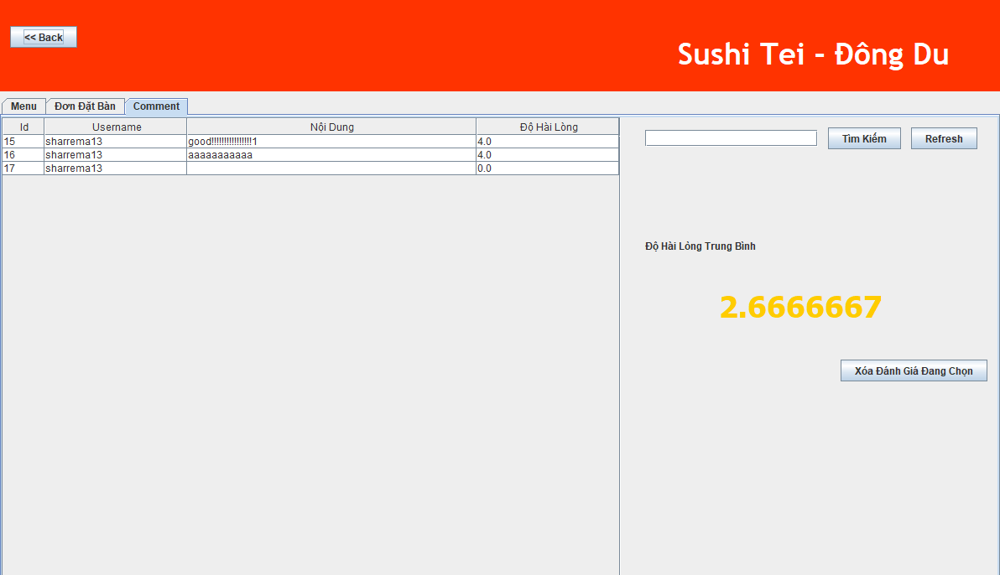 << Back
Sushi Tei - Đông Du
Menu Đơn Đặt Bàn Comment
Id Username Nội Dung Độ Hài Lòng
15 sharrema13 good!!!!!!!!!!!!!!!!!1 4.0
16 sharrema13 aaaaaaaaaaa 4.0
17 sharrema13 0.0
Tìm Kiếm Refresh
Độ Hài Lòng Trung Bình
2.6666667
Xóa Đánh Giá Đang Chọn